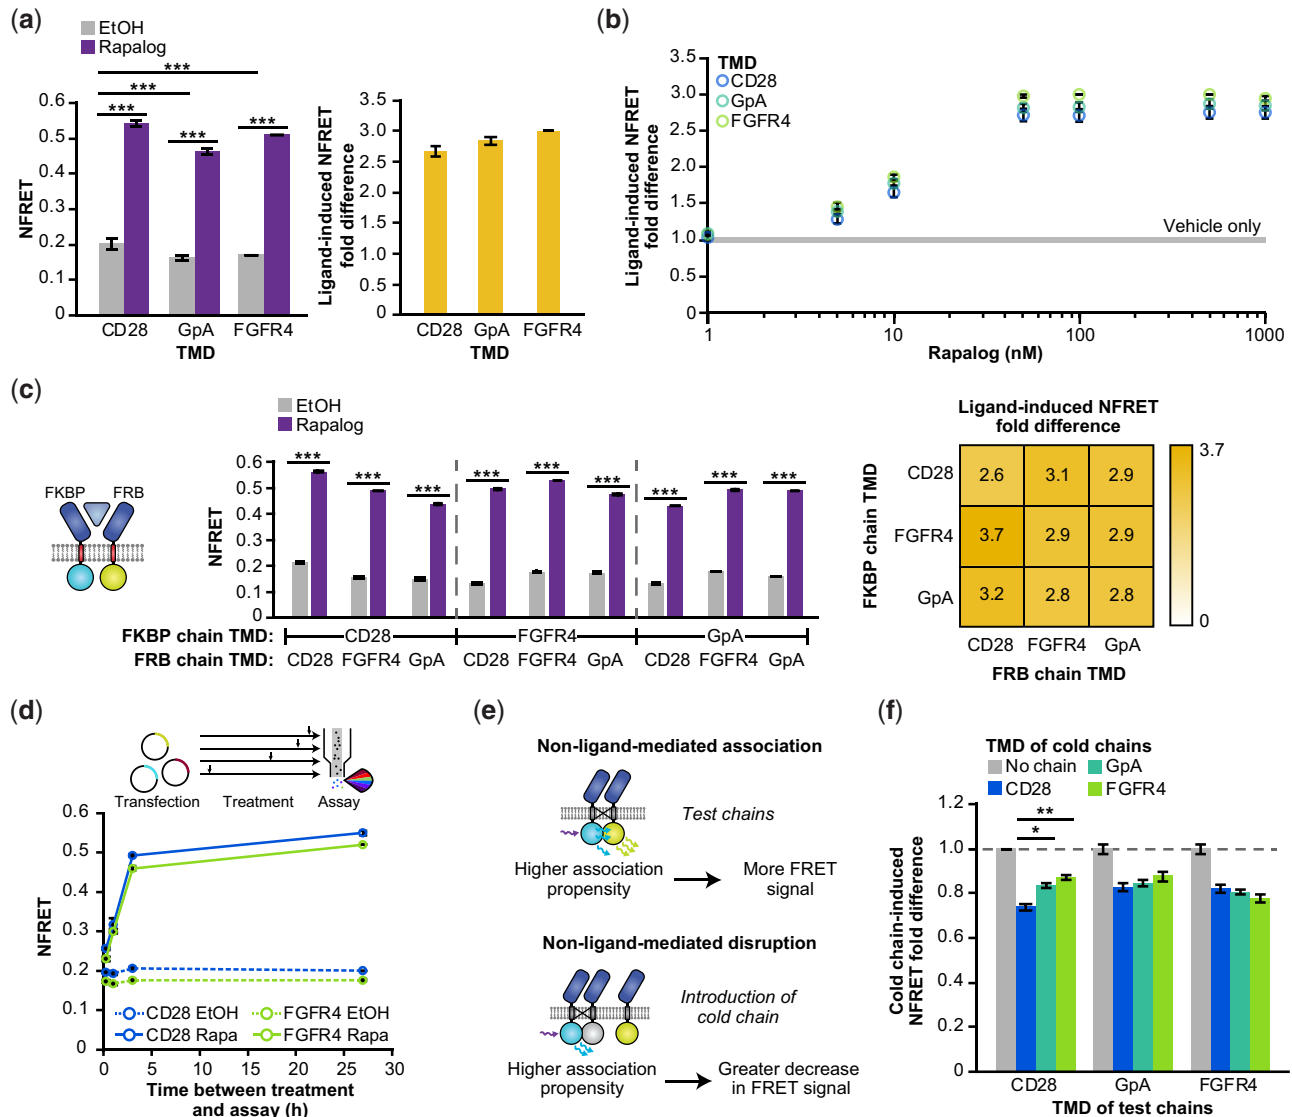 (a)
EtOH
Rapalog
***
***
***
***
***
NFRET
0.6
0.5
0.4
0.3
0.2
0.1
0
CD28 GpA FGFR4
TMD
Ligand-induced NFRET
fold difference
3.5
3.0
2.5
2.0
1.5
1.0
0.5
0
CD28 GpA FGFR4
TMD
(b)
Ligand-induced NFRET
fold difference
3.5
3.0
2.5
2.0
1.5
1.0
0.5
0
TMD
CD28
GpA
FGFR4
Vehicle only
1 10 100 1000
Rapalog (nM)
(c)
FKBP FRB
EtOH
Rapalog
NFRET
0.6
0.5
0.4
0.3
0.2
0.1
0
*** *** *** *** *** *** *** *** ***
FKBP chain TMD: CD28 FGFR4 GpA
FRB chain TMD: CD28 FGFR4 GpA CD28 FGFR4 GpA CD28 FGFR4 GpA
Ligand-induced NFRET
fold difference
FKBP chain TMD
CD28 2.6 3.1 2.9
FGFR4 3.7 2.9 2.9
GpA 3.2 2.8 2.8
CD28 FGFR4 GpA
FRB chain TMD
3.7
0
(d)
Transfection Treatment Assay
NFRET
0.6
0.5
0.4
0.3
0.2
0.1
0
CD28 EtOH FGFR4 EtOH
CD28 Rapa FGFR4 Rapa
0 5 10 15 20 25 30
Time between treatment
and assay (h)
(e)
Non-ligand-mediated association
Test chains
Higher association
propensity
More FRET
signal
Non-ligand-mediated disruption
Introduction of
cold chain
Higher association
propensity
Greater decrease
in FRET signal
(f)
TMD of cold chains
No chain GpA
CD28 FGFR4
Cold chain-induced
NFRET fold difference
1.2
1.0
0.8
0.6
0.4
0.2
0
**
*
CD28 GpA FGFR4
TMD of test chains